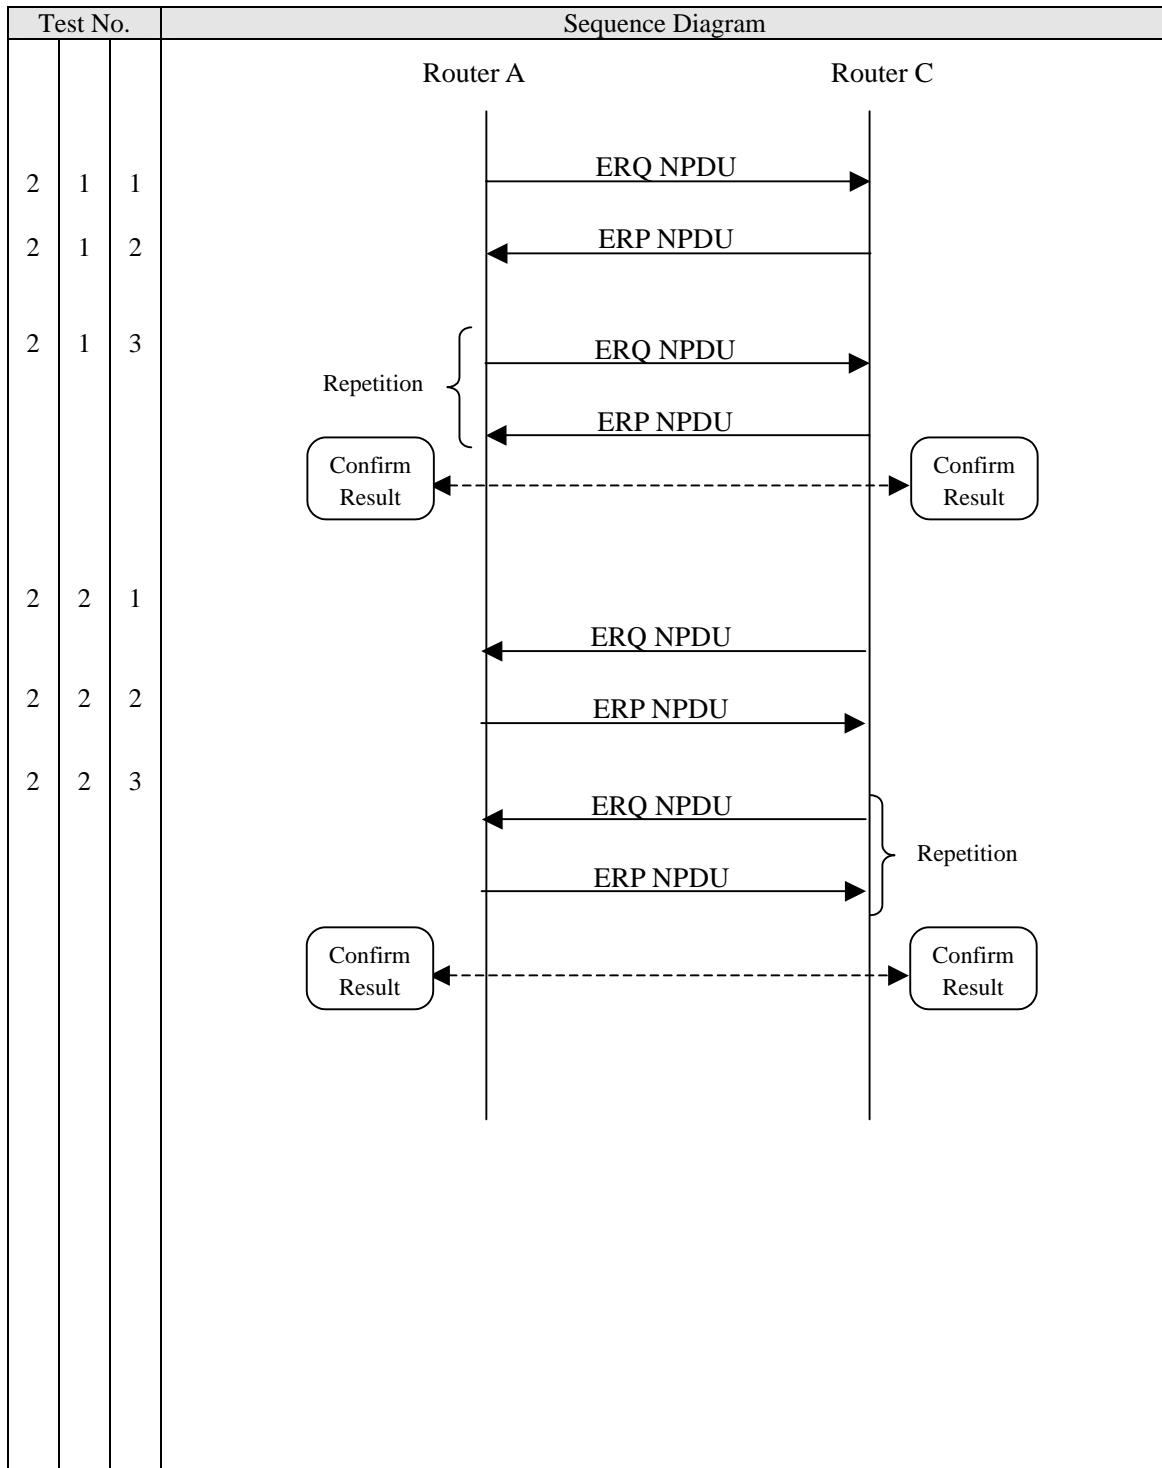 Test No. Sequence Diagram
Router A Router C
2 1 1 ERQ NPDU
2 1 2 ERP NPDU
2 1 3 ERQ NPDU
Repetition
ERP NPDU
Confirm Result Confirm Result
2 2 1
ERQ NPDU
2 2 2 ERP NPDU
2 2 3
ERQ NPDU
Repetition
ERP NPDU
Confirm Result Confirm Result